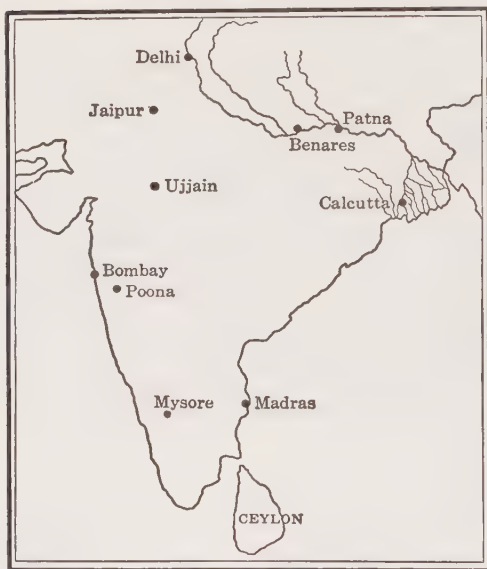 Delhi
Jaipur
Patna
Benares
Ujjain
Calcutta
Bombay
Poona
Mysore
Madras
CEYLON